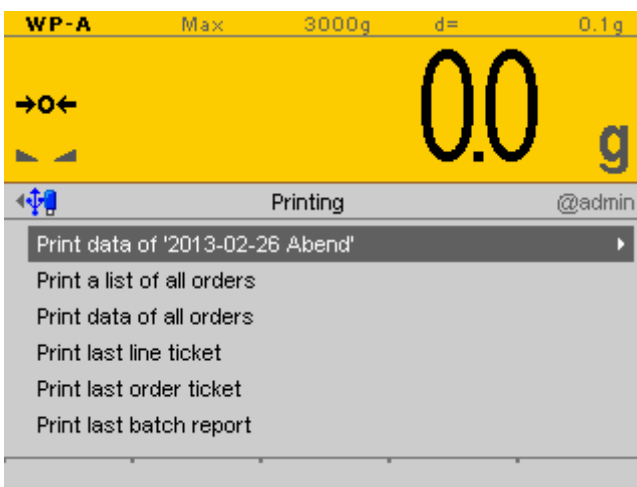 WP-A Max 3000g d= 0.1g
→0←
0.0 g
Printing @admin
Print data of '2013-02-26 Abend'
Print a list of all orders
Print data of all orders
Print last line ticket
Print last order ticket
Print last batch report